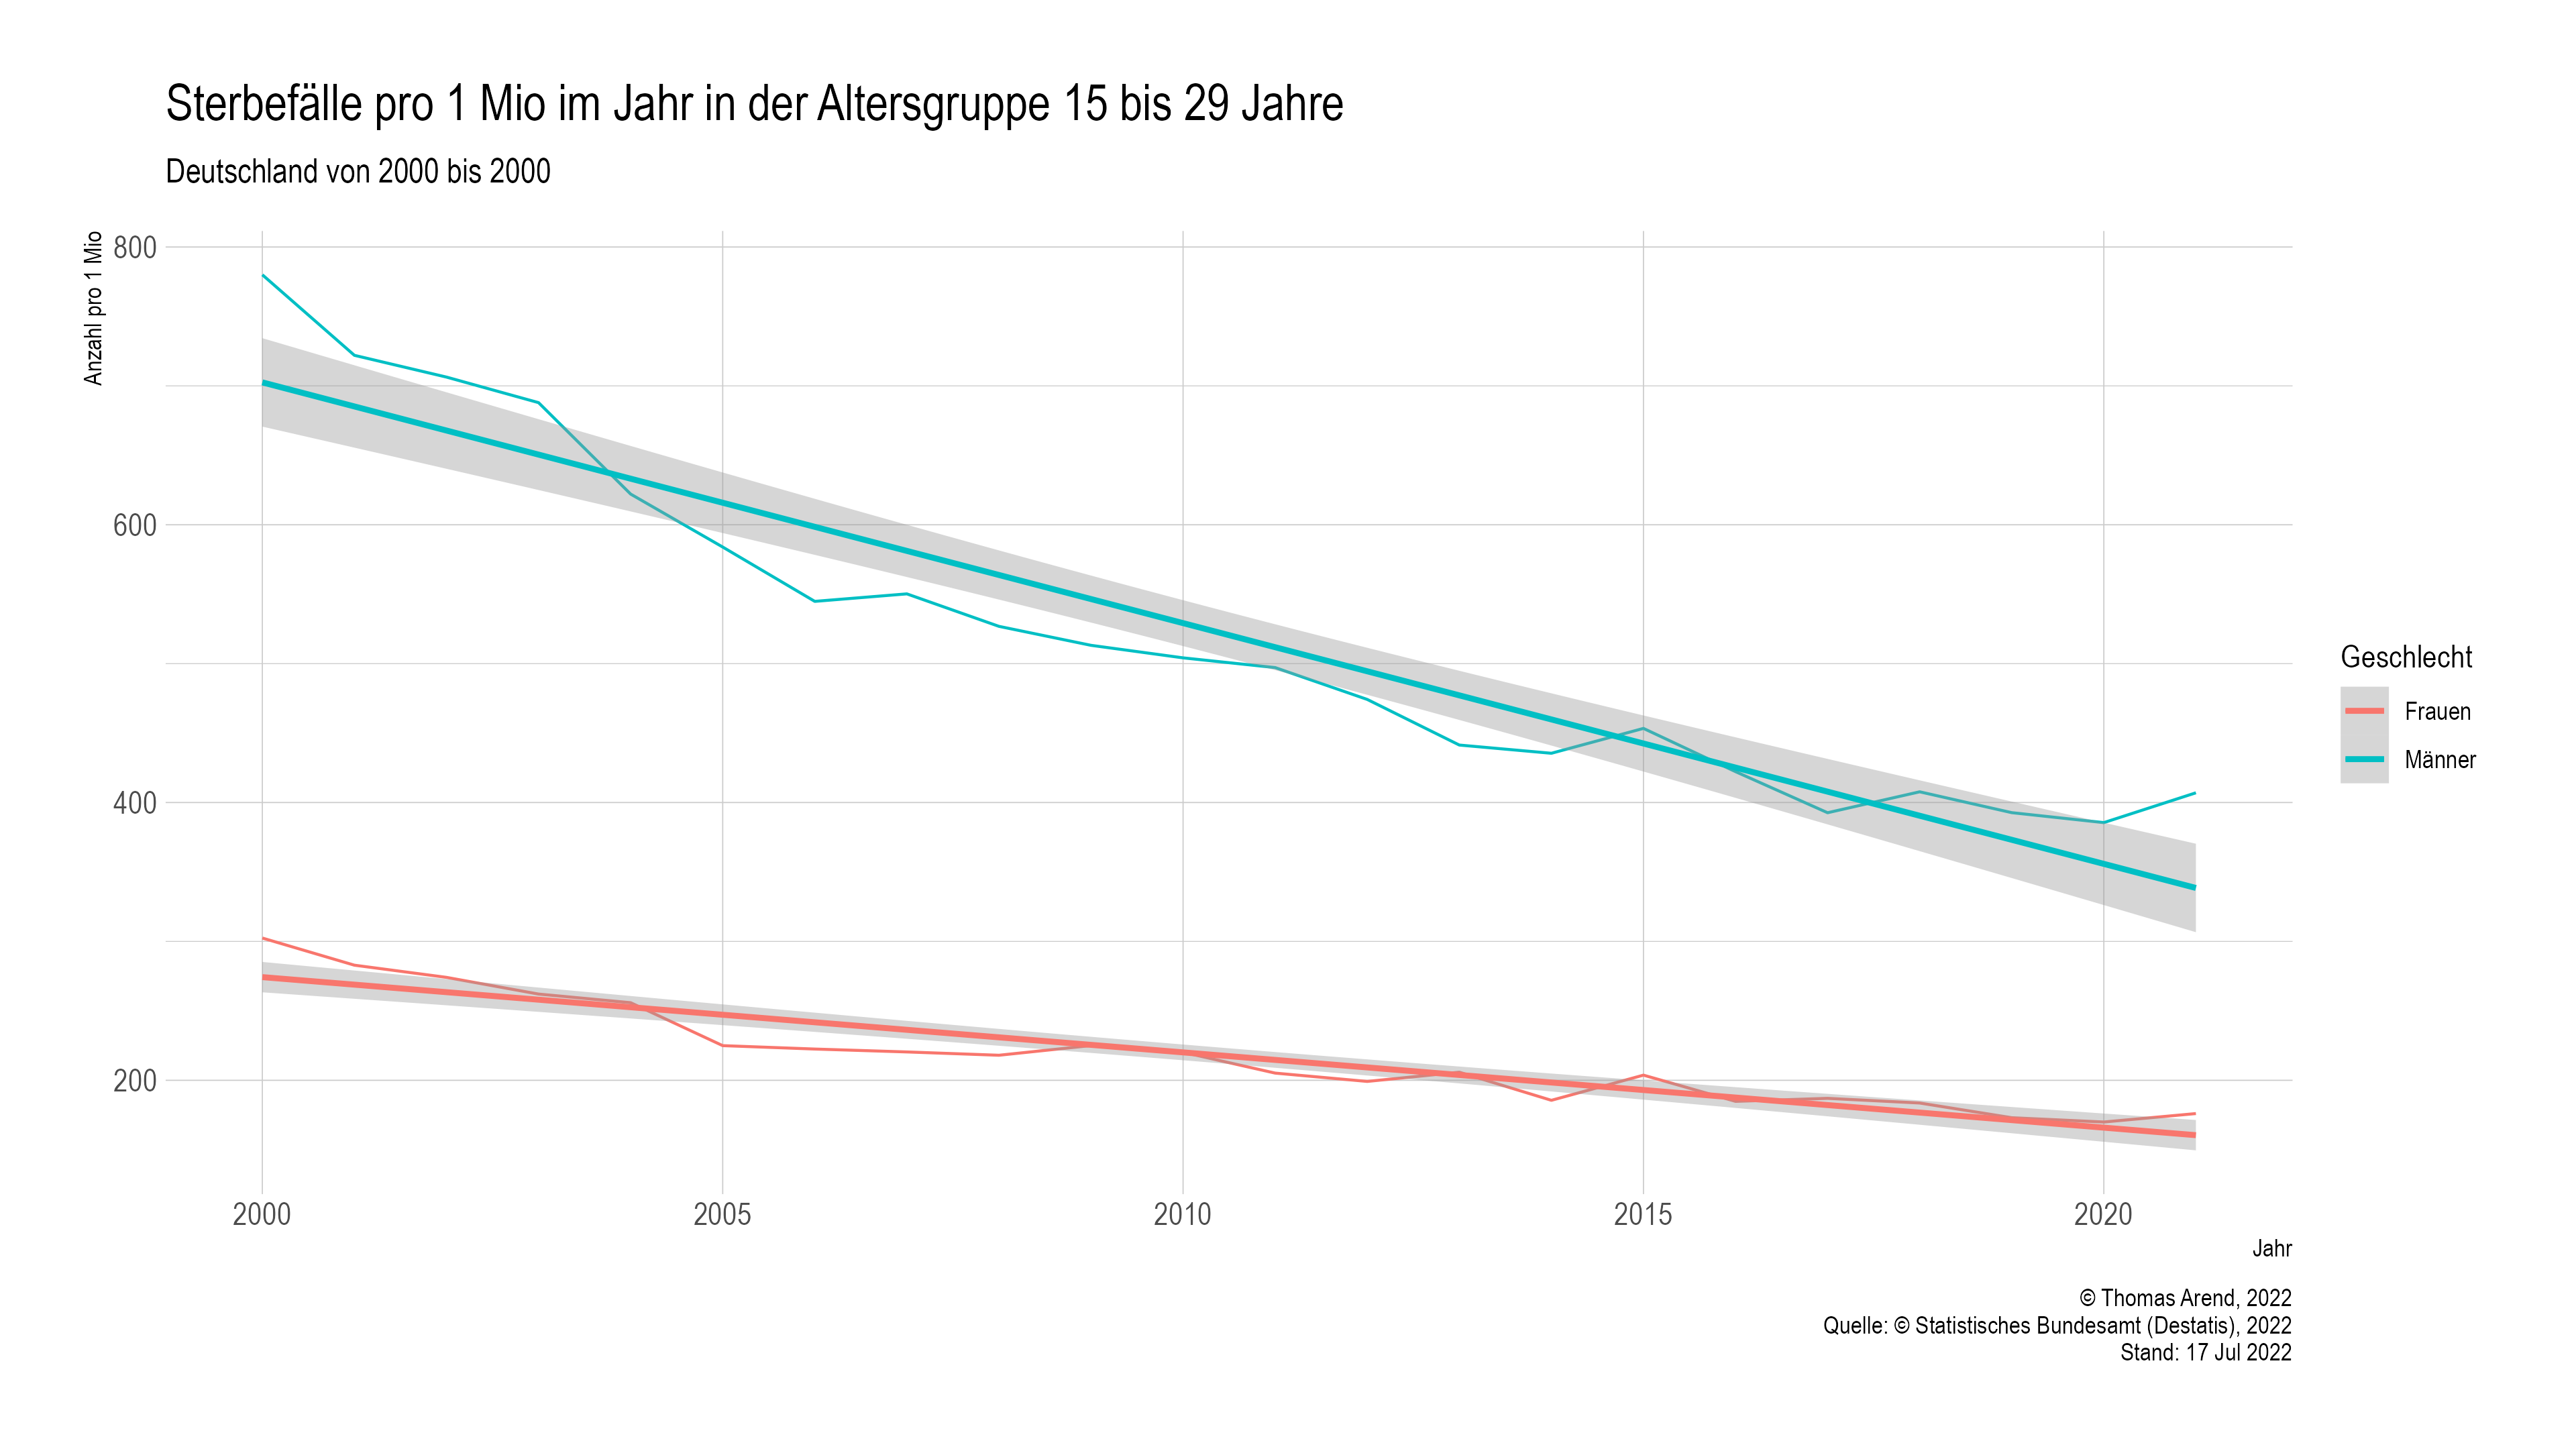 Sterbefälle pro 1 Mio im Jahr in der Altersgruppe 15 bis 29 Jahre
Deutschland von 2000 bis 2000
Anzahl pro 1 Mio
800
600
400
200
2000
2005
2010
2015
2020
Jahr
Geschlecht
Frauen
Männer
© Thomas Arend, 2022
Quelle: © Statistisches Bundesamt (Destatis), 2022
Stand: 17 Jul 2022